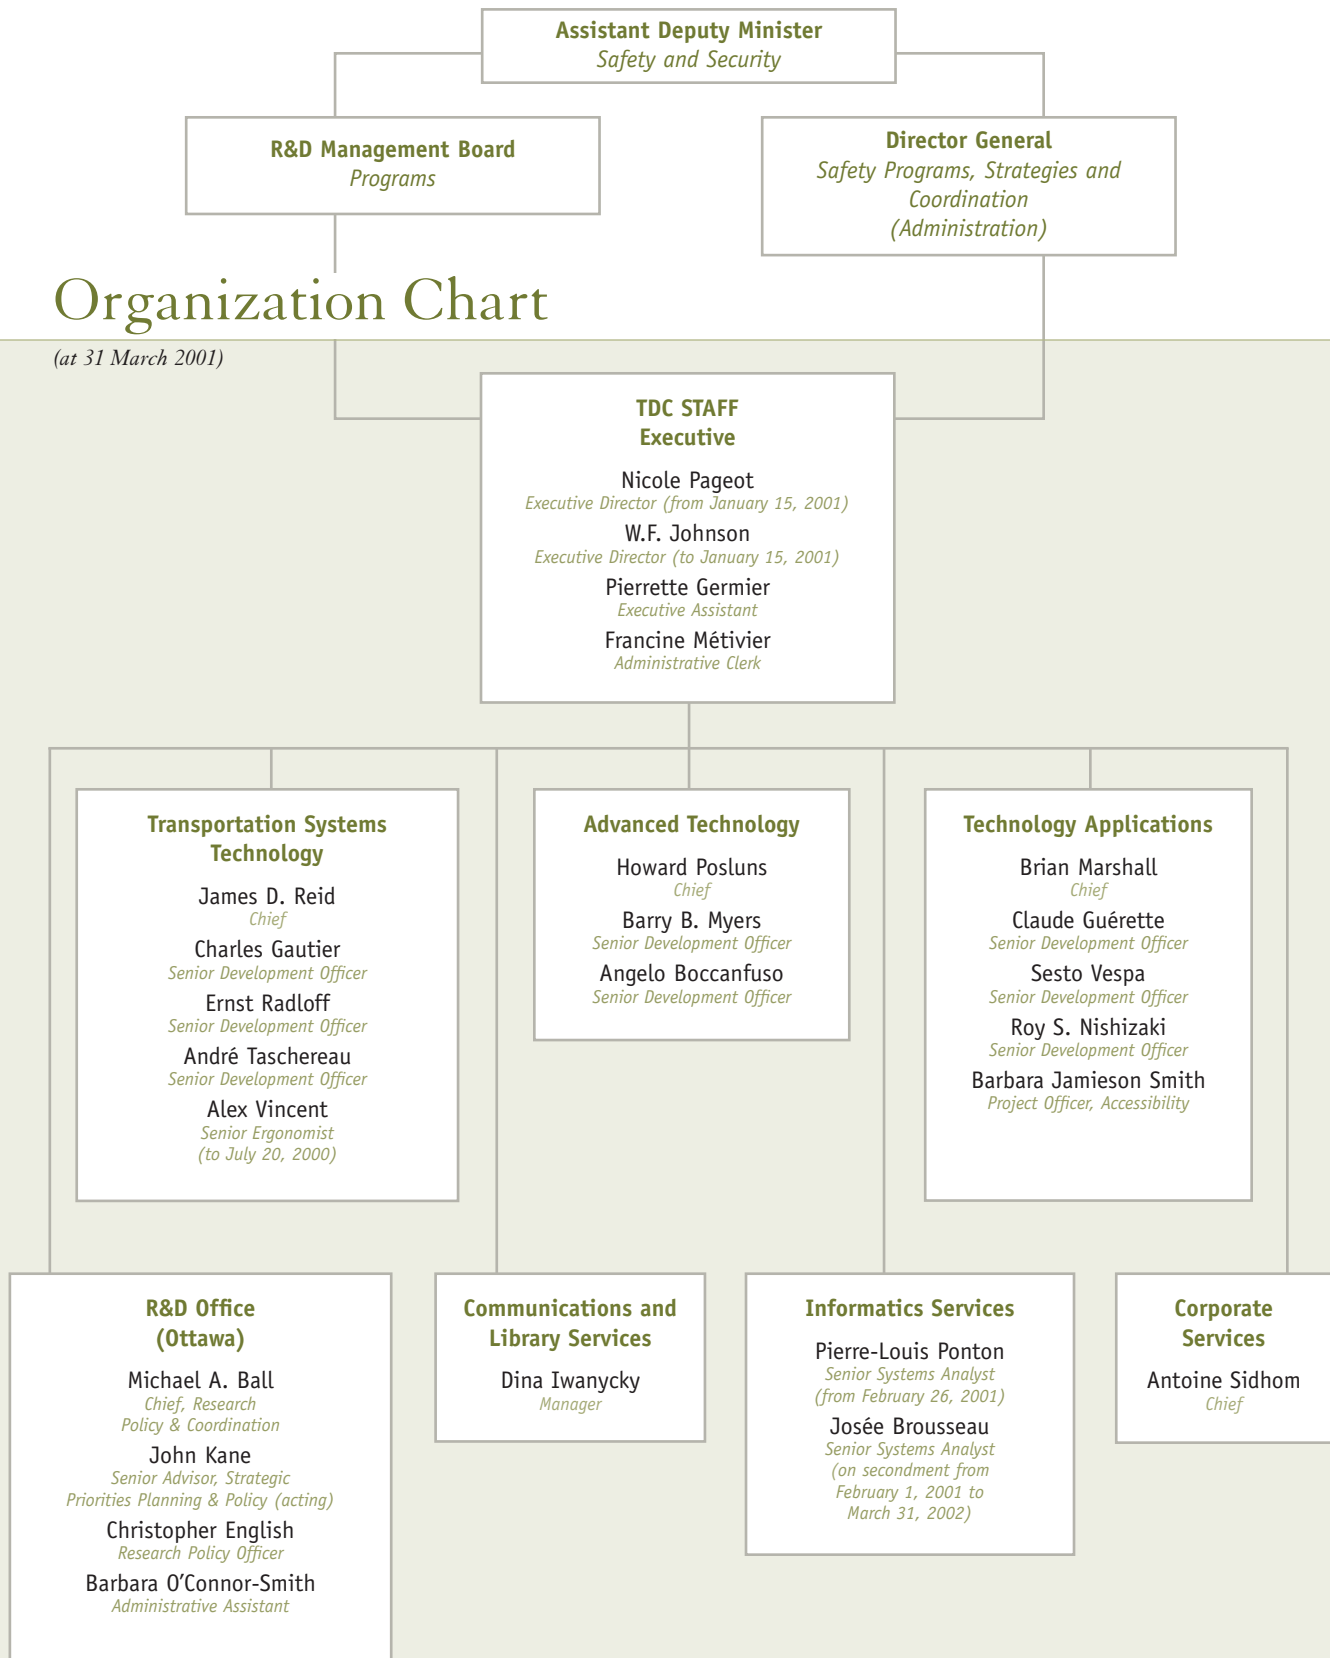 Assistant Deputy Minister
Safety and Security
R&D Management Board
Programs
Director General
Safety Programs, Strategies and
Coordination
(Administration)
Organization Chart
(at 31 March 2001)
TDC STAFF
Executive
Nicole Pageot
Executive Director (from January 15, 2001)
W.F. Johnson
Executive Director (to January 15, 2001)
Pierrette Germier
Executive Assistant
Francine Métivier
Administrative Clerk
Transportation Systems
Technology
James D. Reid
Chief
Charles Gautier
Senior Development Officer
Ernst Radloff
Senior Development Officer
André Taschereau
Senior Development Officer
Alex Vincent
Senior Ergonomist
(to July 20, 2000)
Advanced Technology
Howard Posluns
Chief
Barry B. Myers
Senior Development Officer
Angelo Boccanfuso
Senior Development Officer
Technology Applications
Brian Marshall
Chief
Claude Guérette
Senior Development Officer
Sesto Vespa
Senior Development Officer
Roy S. Nishizaki
Senior Development Officer
Barbara Jamieson Smith
Project Officer, Accessibility
R&D Office
(Ottawa)
Michael A. Ball
Chief, Research
Policy & Coordination
John Kane
Senior Advisor, Strategic
Priorities Planning & Policy (acting)
Christopher English
Research Policy Officer
Barbara O'Connor-Smith
Administrative Assistant
Communications and
Library Services
Dina Iwanycky
Manager
Informatics Services
Pierre-Louis Ponton
Senior Systems Analyst
(from February 26, 2001)
Josée Brousseau
Senior Systems Analyst
(on secondment from
February 1, 2001 to
March 31, 2002)
Corporate
Services
Antoine Sidhom
Chief